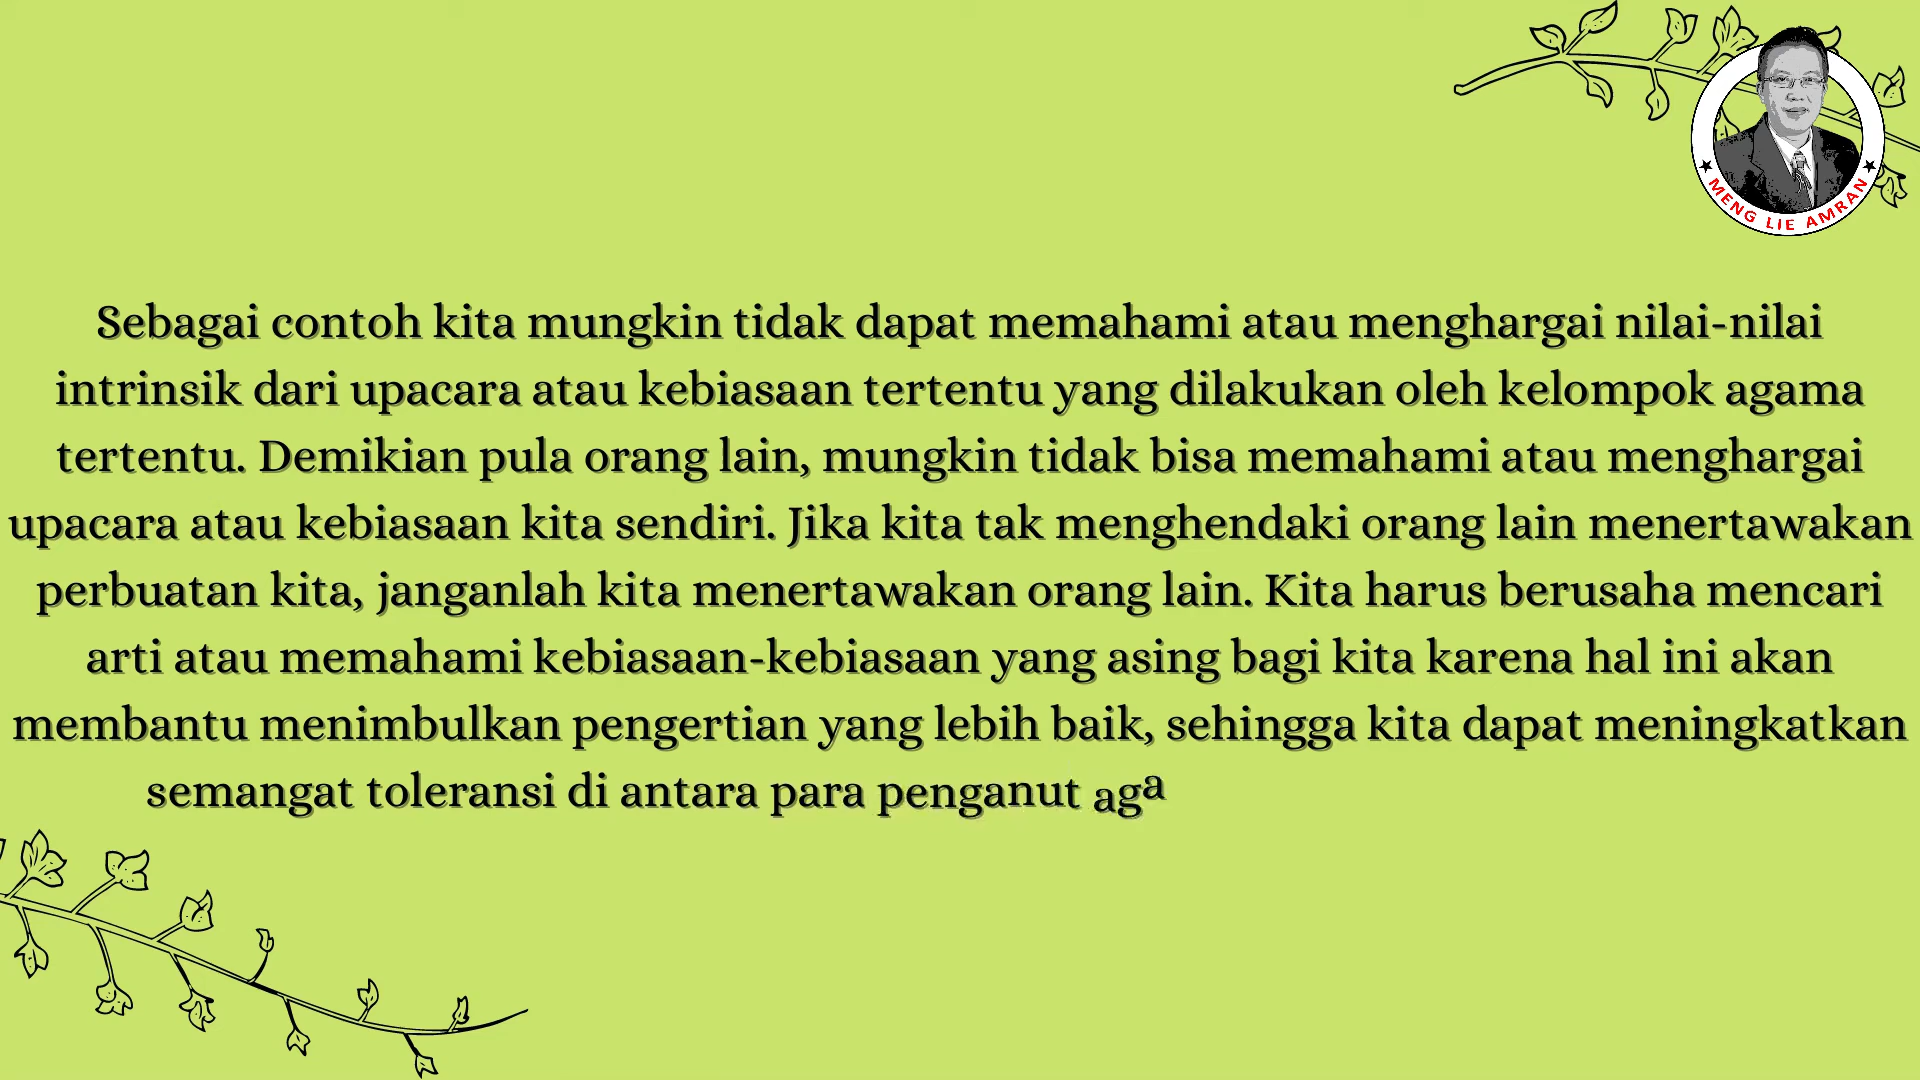 MENG LIE AMRAN
Sebagai contoh kita mungkin tidak dapat memahami atau menghargai nilai-nilai
intrinsik dari upacara atau kebiasaan tertentu yang dilakukan oleh kelompok agama
tertentu. Demikian pula orang lain, mungkin tidak bisa memahami atau menghargai
upacara atau kebiasaan kita sendiri. Jika kita tak menghendaki orang lain menertawakan
perbuatan kita, janganlah kita menertawakan orang lain. Kita harus berusaha mencari
arti atau memahami kebiasaan-kebiasaan yang asing bagi kita karena hal ini akan
membantu menimbulkan pengertian yang lebih baik, sehingga kita dapat meningkatkan
semangat toleransi di antara para penganut aga